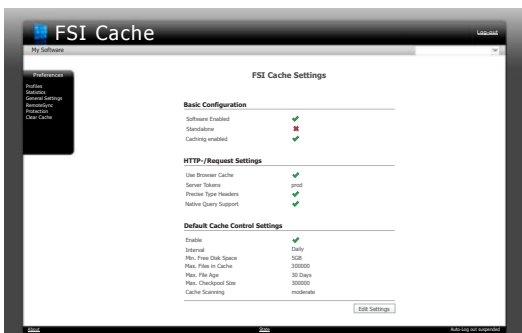 FSI Cache
Log-out
My Software
Preferences
Profiles
Statistics
General Settings
RemoteSync
Protection
Clear Cache
FSI Cache Settings
Basic Configuration
Software Enabled
Standalone
Cachinig enabled
HTTP-/Request Settings
Use Browser Cache
Server Tokens prod
Precise Type Headers
Native Query Support
Default Cache Control Settings
Enable
Interval Daily
Min. Free Disk Space 5GB
Max. Files in Cache 300000
Max. File Age 30 Days
Max. Checkpool Size 300000
Cache Scanning moderate
Edit Settings
About State Auto-Log out suspended